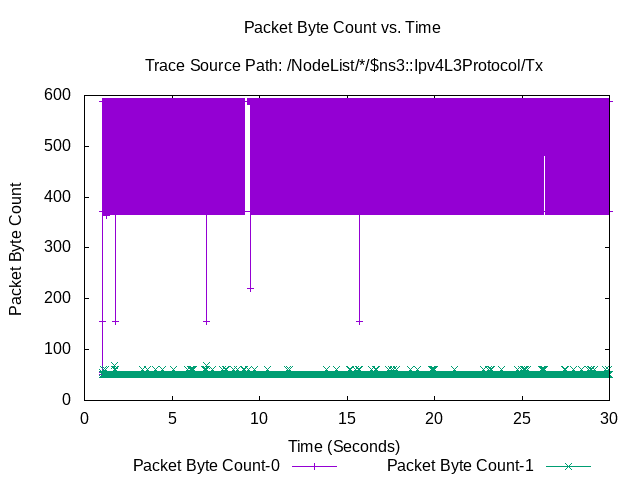 Packet Byte Count vs. Time
Trace Source Path: /NodeList/*/$ns3::Ipv4L3Protocol/Tx
600
500
400
300
200
100
0
Packet Byte Count
0 5 10 15 20 25 30
Time (Seconds)
Packet Byte Count-0 Packet Byte Count-1